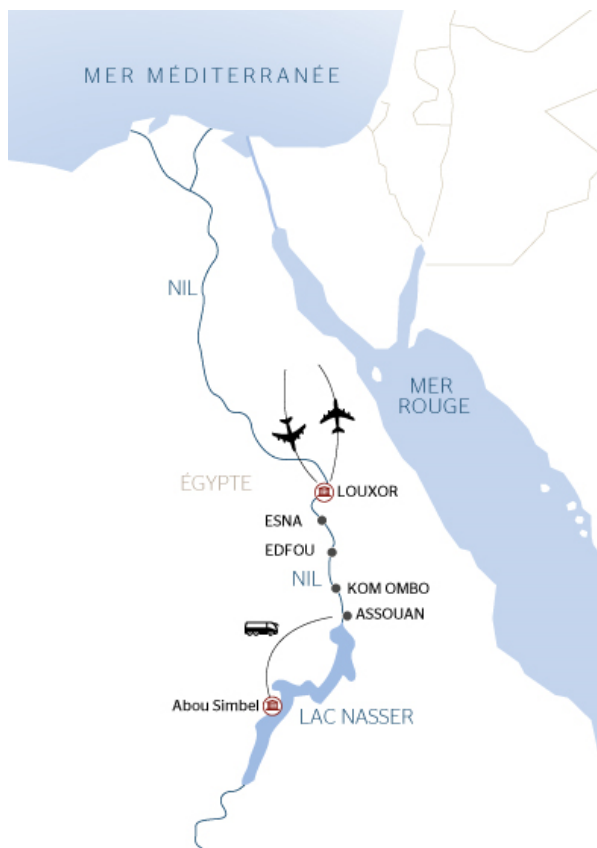 MER MÉDITERRANÉE
NIL
MER
ROUGE
ÉGYPTE
LOUXOR
ESNA
EDFOU
NIL
KOM OMBO
ASSOUAN
Abou Simbel
LAC NASSER